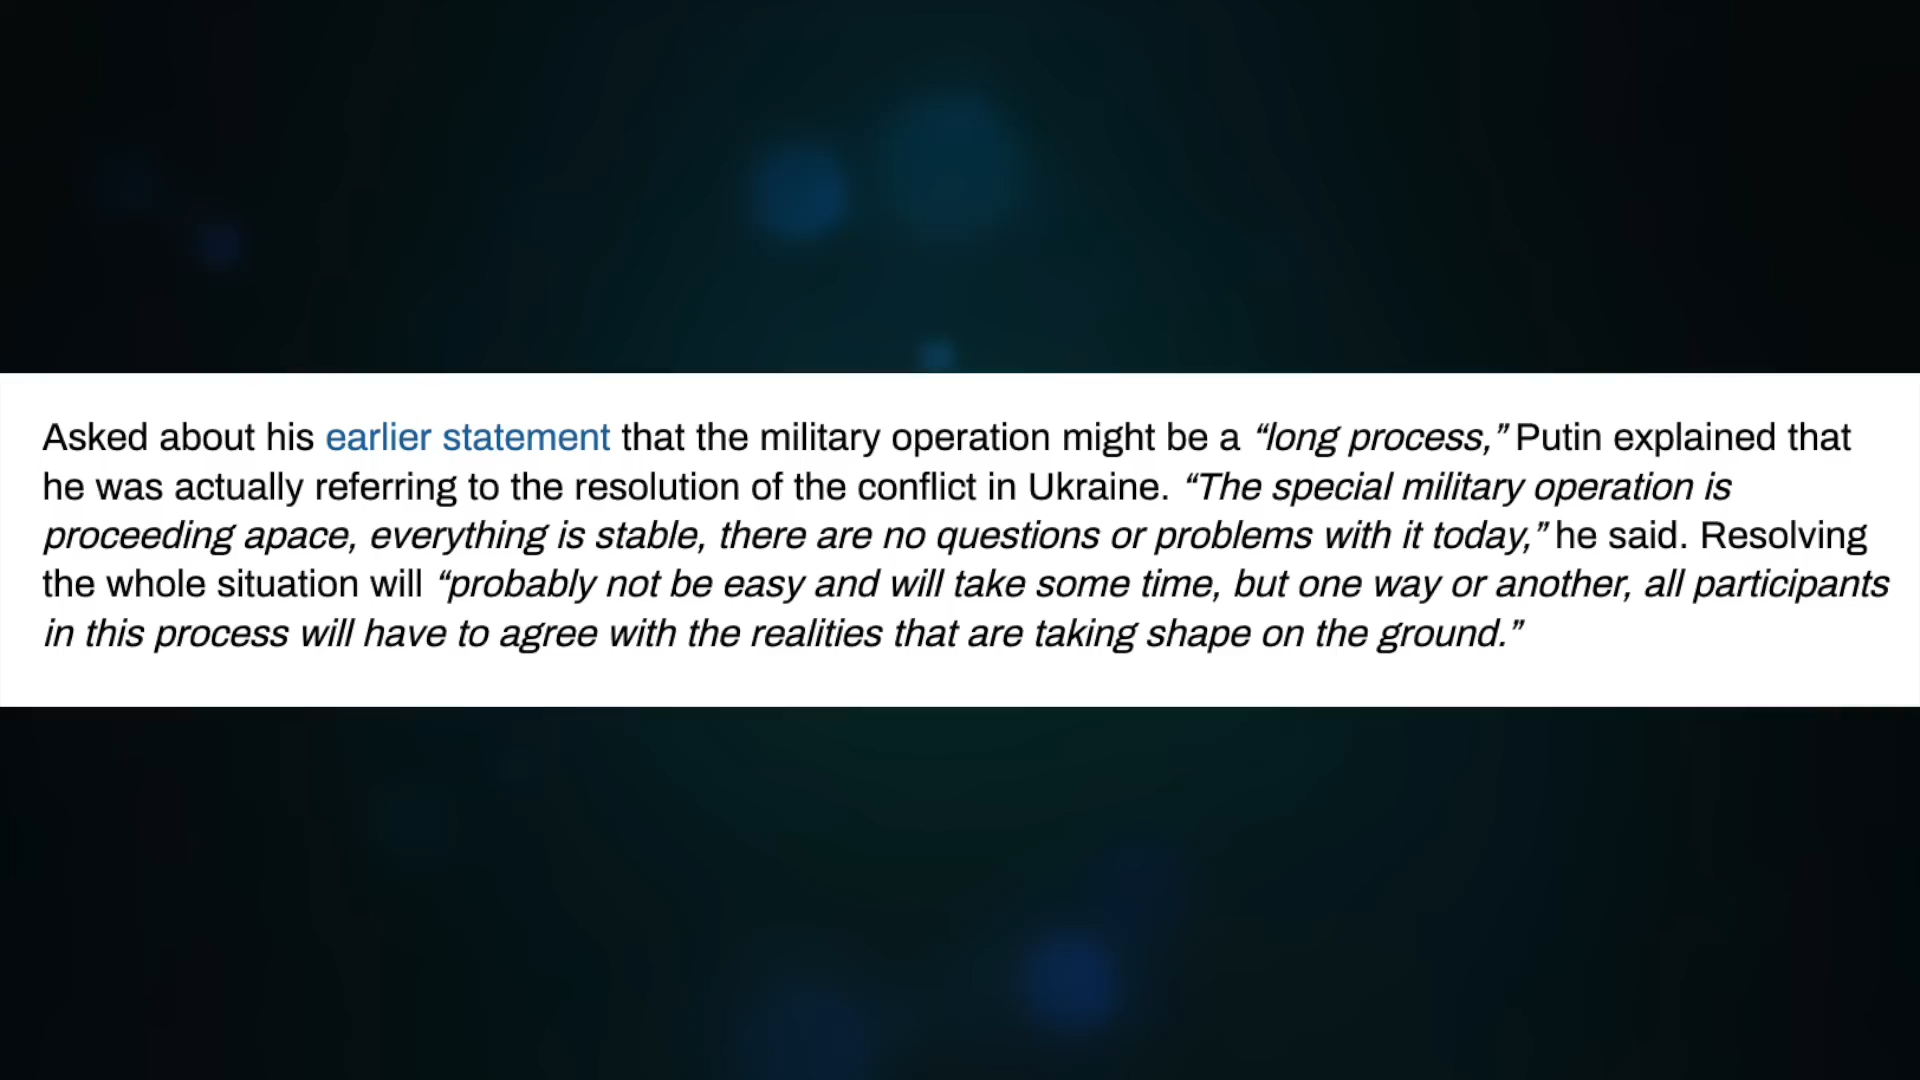 Asked about his earlier statement that the military operation might be a “long process,” Putin explained that
he was actually referring to the resolution of the conflict in Ukraine. “The special military operation is
proceeding apace, everything is stable, there are no questions or problems with it today,” he said. Resolving
the whole situation will “probably not be easy and will take some time, but one way or another, all participants
in this process will have to agree with the realities that are taking shape on the ground.”